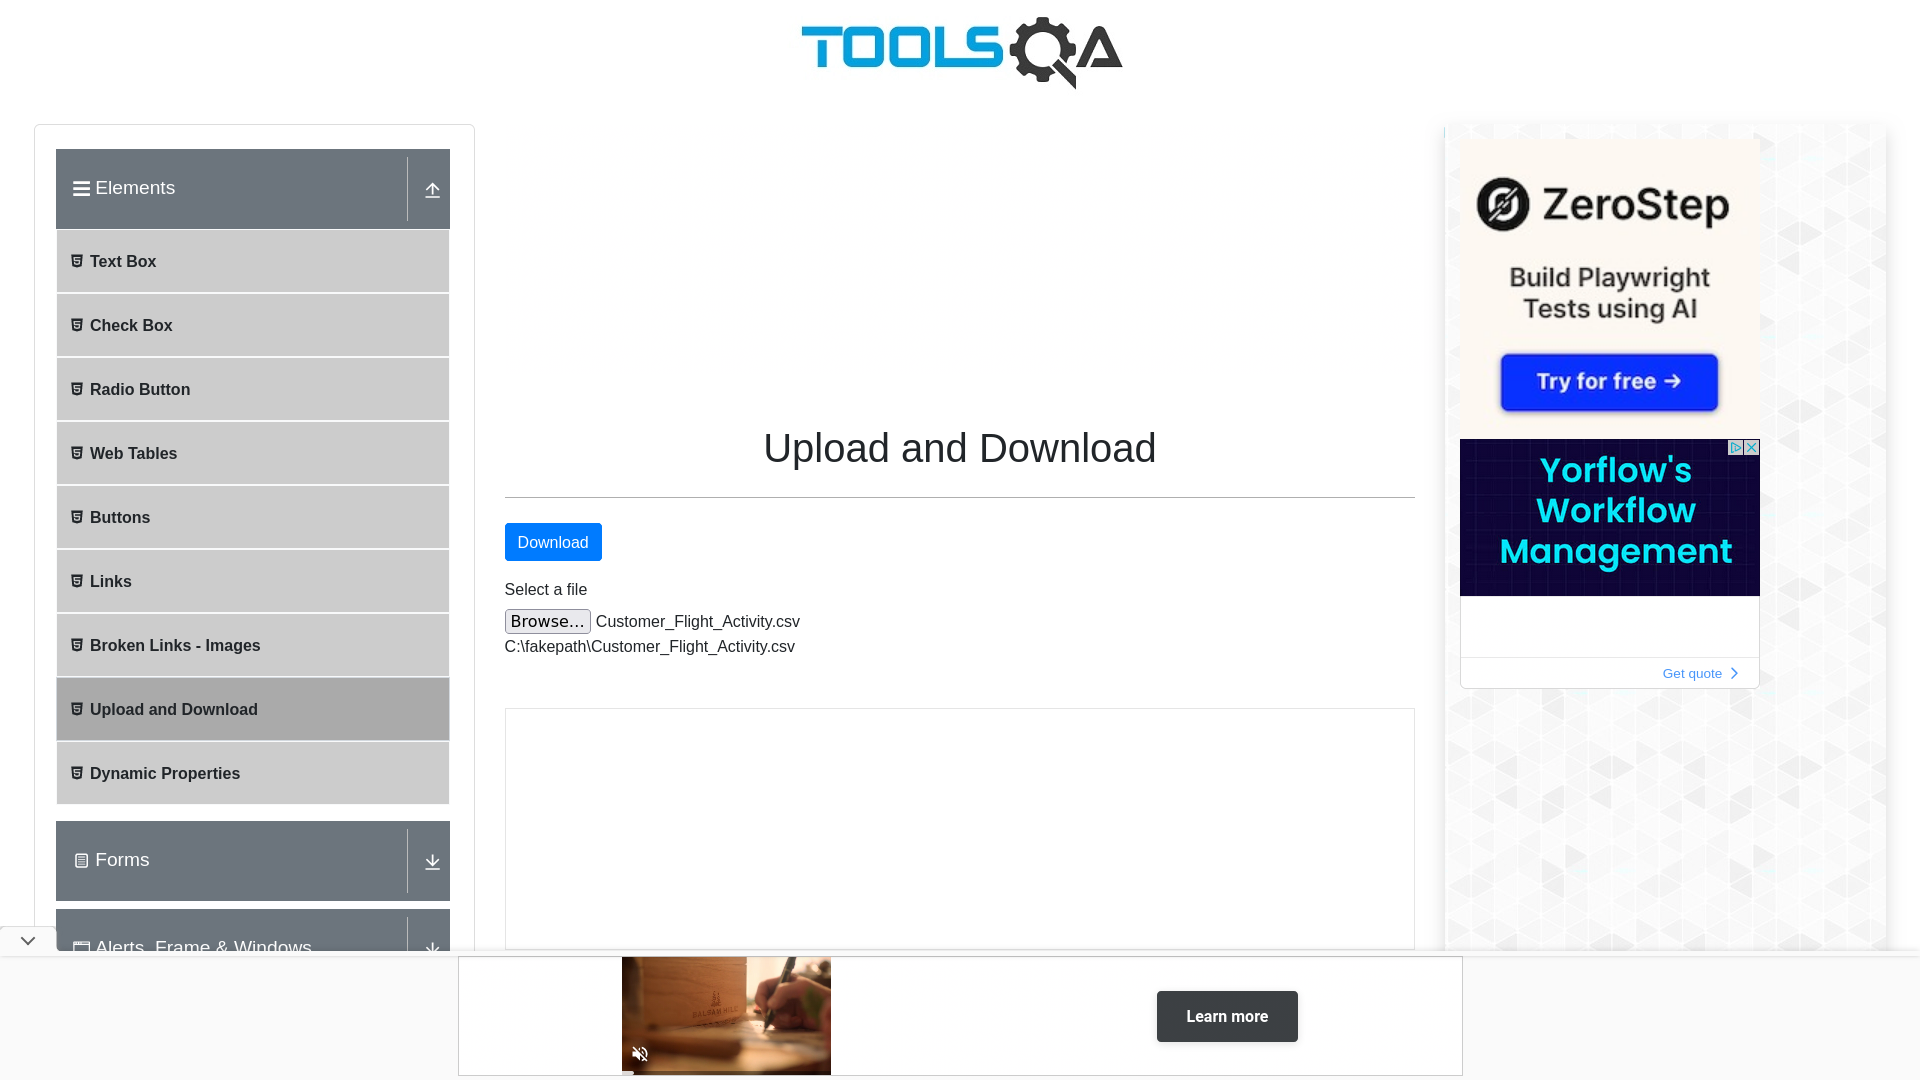 TOOLSQA
Elements
Text Box
Check Box
Radio Button
Web Tables
Buttons
Links
Broken Links - Images
Upload and Download
Dynamic Properties
Forms
Alerts, Frame & Windows
Upload and Download
Download
Select a file
Browse... Customer_Flight_Activity.csv
C:\fakepath\Customer_Flight_Activity.csv
ZeroStep
Build Playwright
Tests using AI
Try for free →
Yorflow's
Workflow
Management
Get quote
BALSAM HILL
Learn more